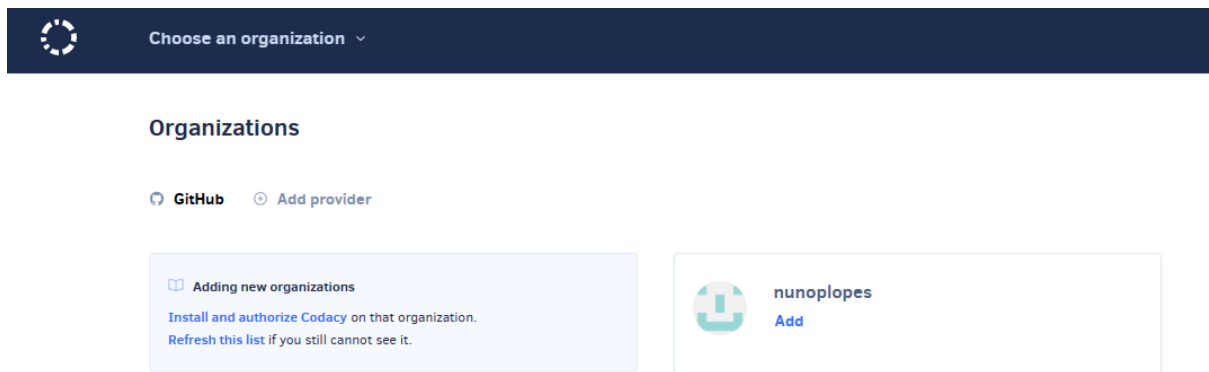 Choose an organization
Organizations
GitHub Add provider
Adding new organizations
Install and authorize Codacy on that organization.
Refresh this list if you still cannot see it.
nunoplopes
Add